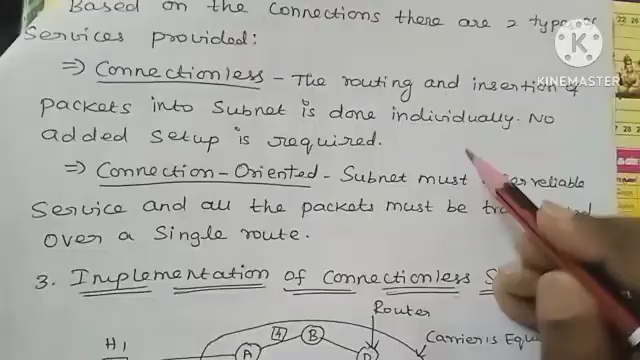 Based on the connections there are 2 types of
Services provided:
⇒ Connectionless - The routing and insertion of
packets into subnet is done individually. No
added setup is required.
⇒ Connection-Oriented - Subnet must reliable
Service and all the packets must be
Over a Single route.
3. Implementation of Connectionless
Router
H1
4
B
Carrier's
A
D
K
KINEMASTER